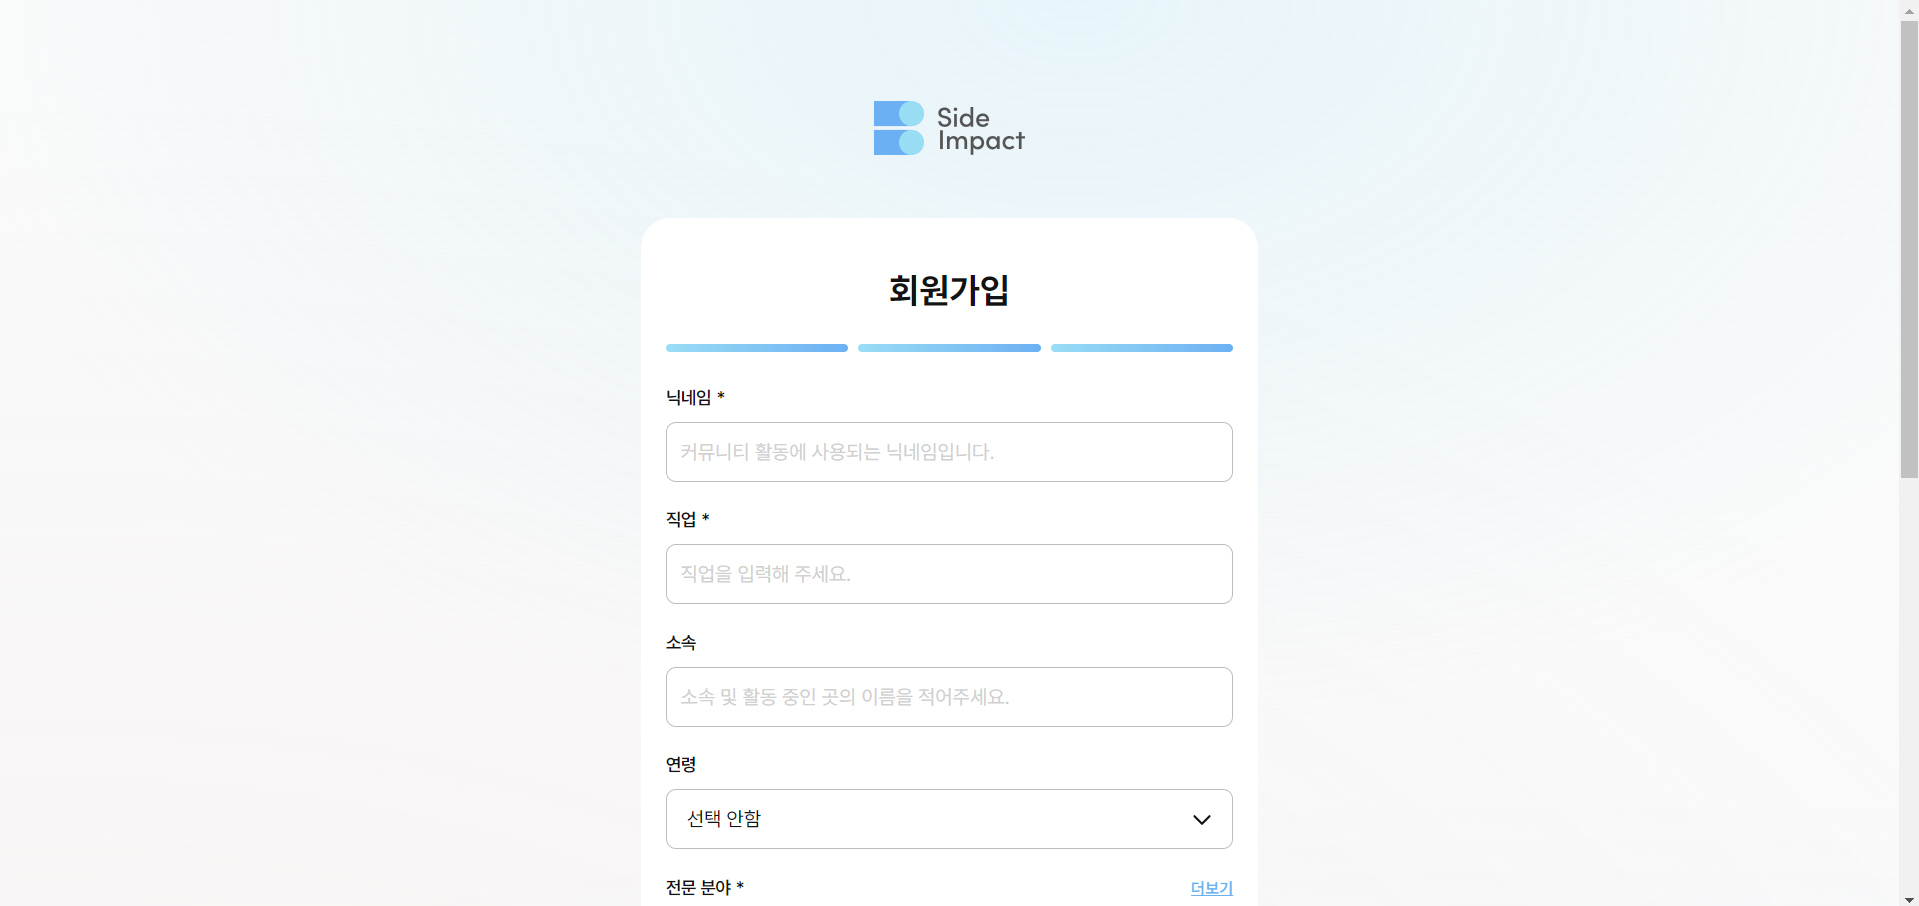 Side
Impact
회원가입
닉네임 *
커뮤니티 활동에 사용되는 닉네임입니다.
직업 *
직업을 입력해 주세요.
소속
소속 및 활동 중인 곳의 이름을 적어주세요.
연령
선택 안함
전문 분야 *
더보기